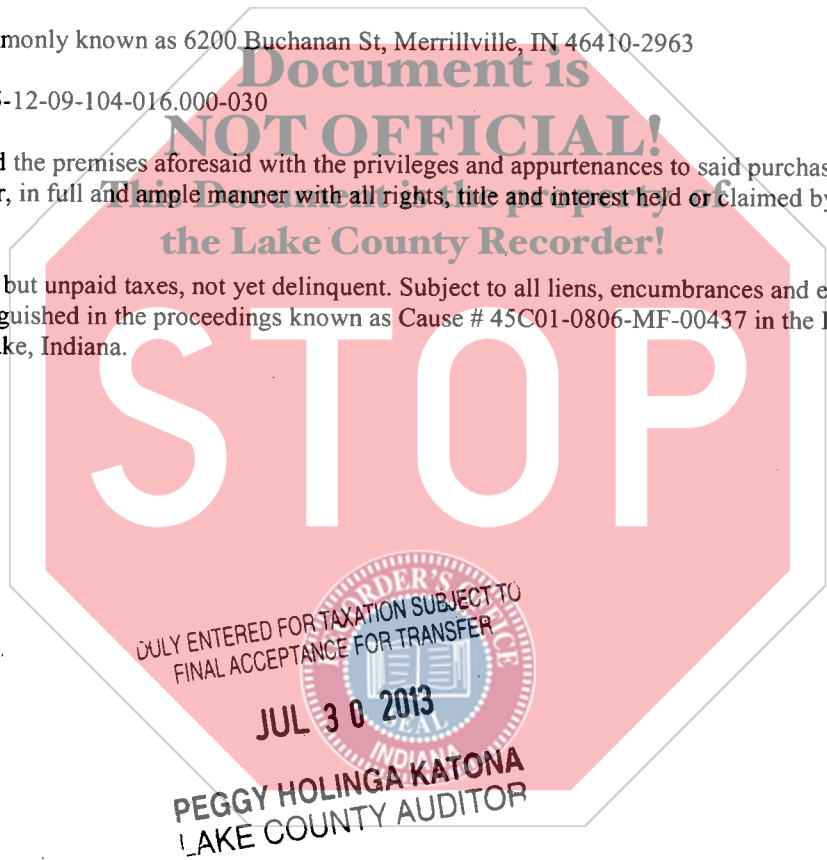 monly known as 6200 Buchanan St, Merrillville, IN 46410-2963
Document is
-12-09-104-016.000-030
NOT OFFICIAL!
the premises aforesaid with the privileges and appurtenances to said purchas
This Document is the property of
, in full and ample manner with all rights, title and interest held or claimed by
the Lake County Recorder!
but unpaid taxes, not yet delinquent. Subject to all liens, encumbrances and e
guished in the proceedings known as Cause # 45C01-0806-MF-00437 in the
ke, Indiana.
STOP
RECORDER'S OFFICE
DULY ENTERED FOR TAXATION SUBJECT TO
FINAL ACCEPTANCE FOR TRANSFER
JUL 30 2013
SEAL
INDIANA
PEGGY HOLINGA KATONA
LAKE COUNTY AUDITOR